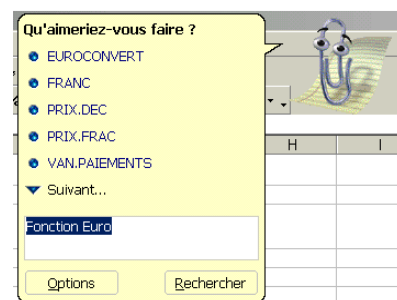 Qu'aimeriez-vous faire ?
EUROCONVERT
FRANC
PRIX.DEC
PRIX.FRAC
VAN.PAIEMENTS
Suivant...
Fonction Euro
Options
Rechercher
H
I